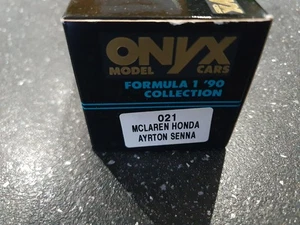 ONYX
MODEL CARS
FORMULA 1 '90
COLLECTION
021
MCLAREN HONDA
AYRTON SENNA